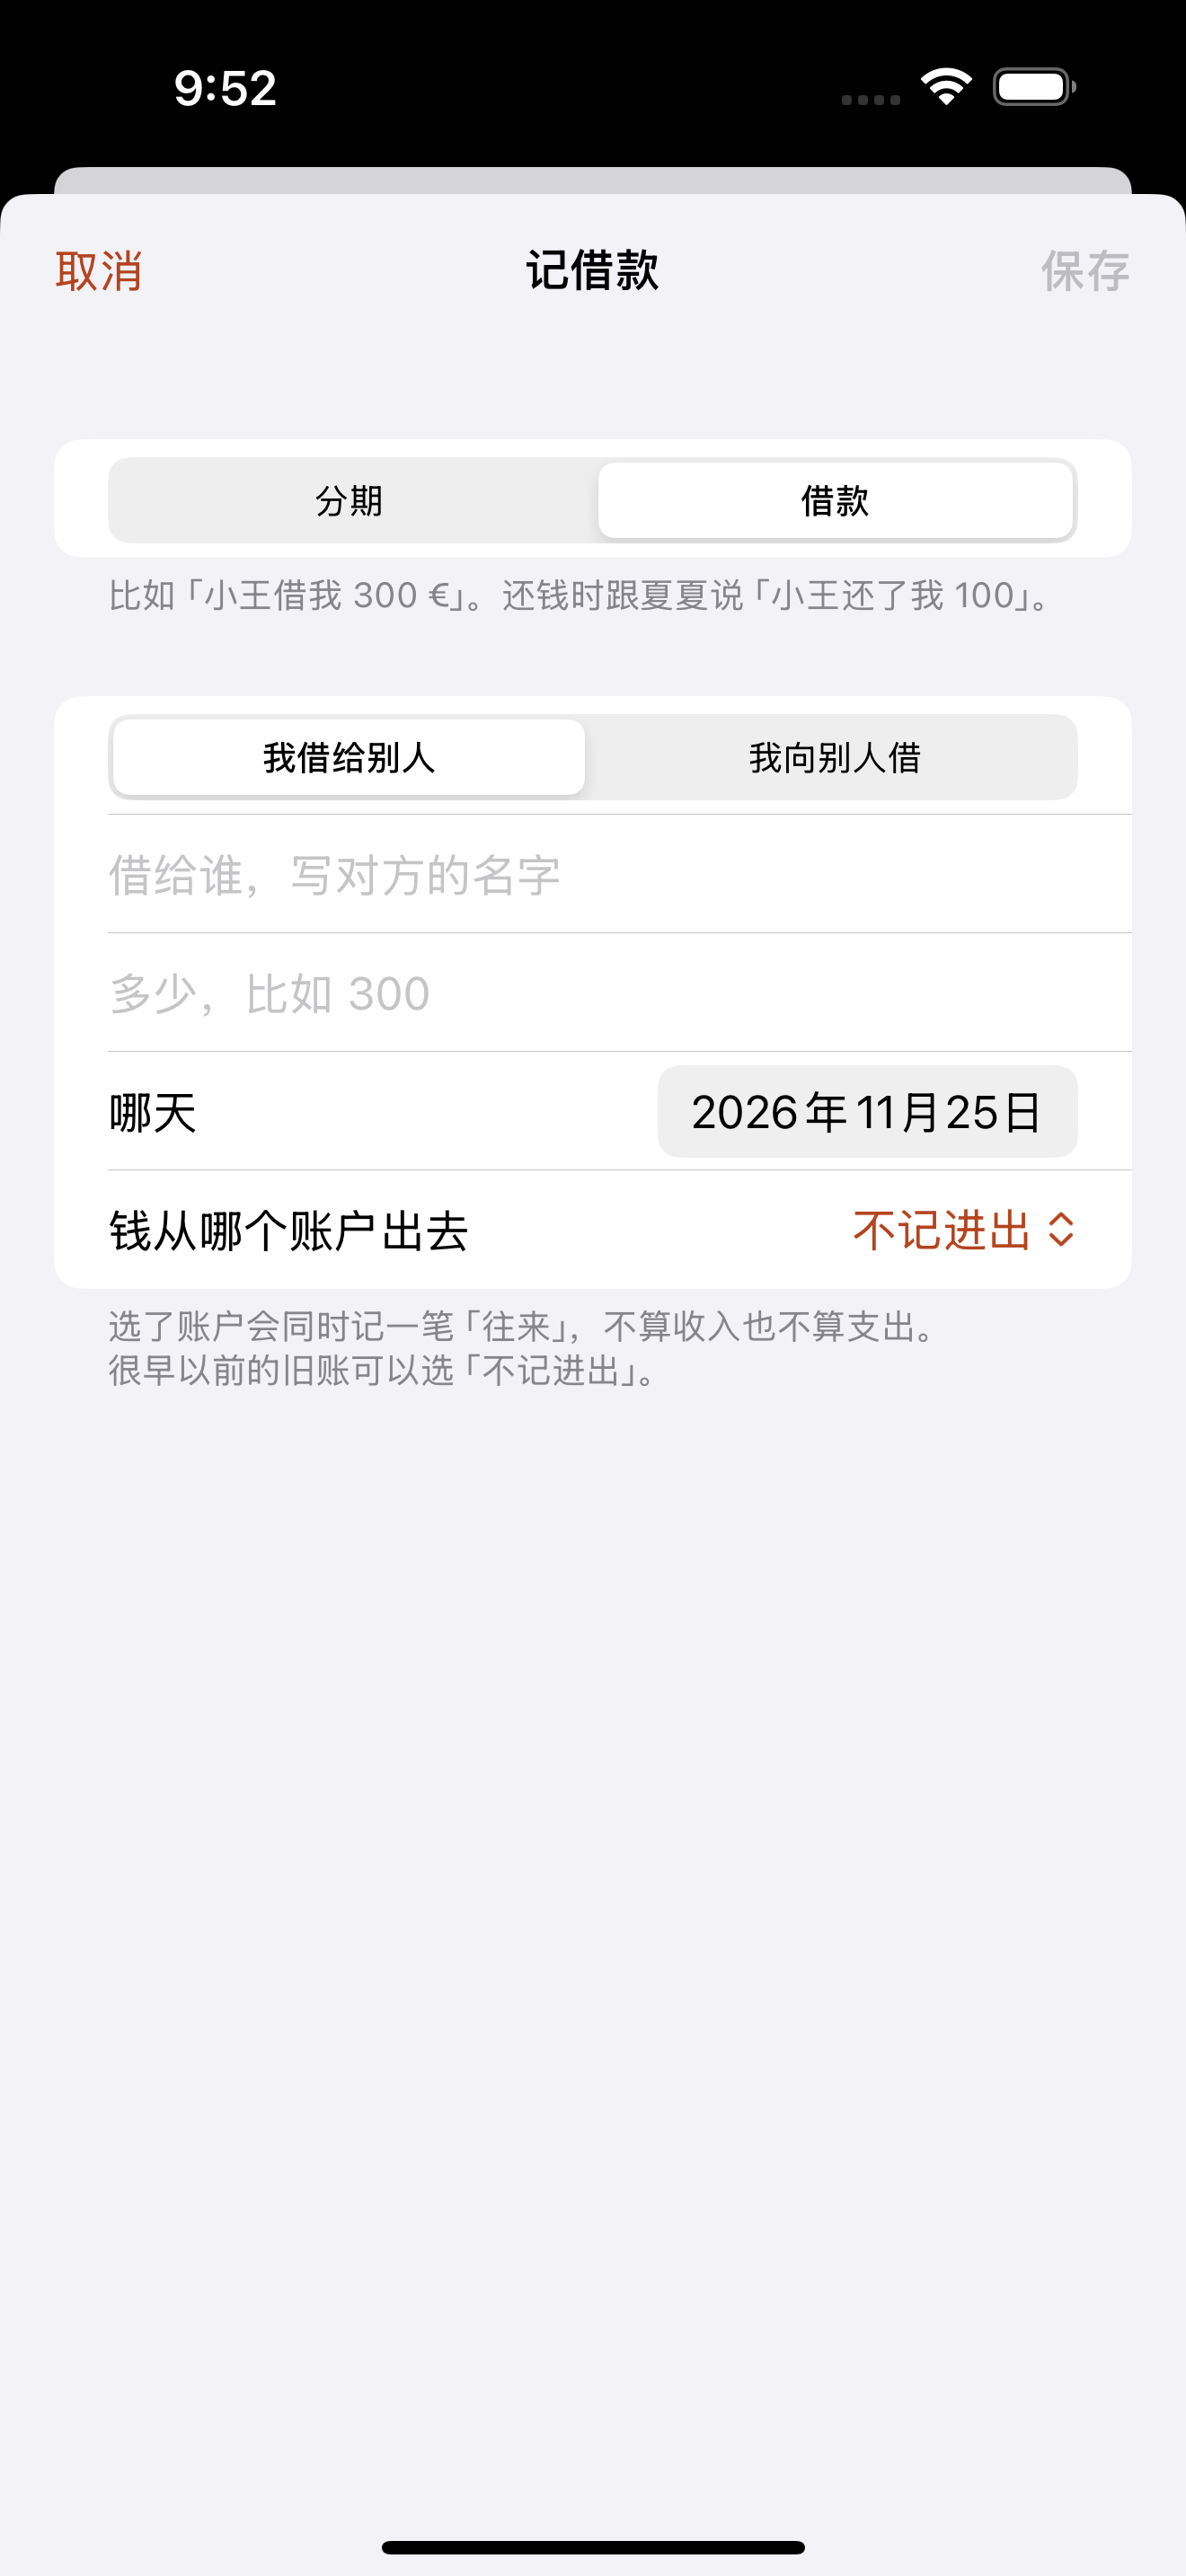 9:52
取消
记借款
保存
分期
借款
比如「小王借我 300 €」。还钱时跟夏夏说「小王还了我 100」。
我借给别人
我向别人借
借给谁，写对方的名字
多少，比如 300
哪天
2026年11月25日
钱从哪个账户出去
不记进出
选了账户会同时记一笔「往来」，不算收入也不算支出。
很早以前的旧账可以选「不记进出」。